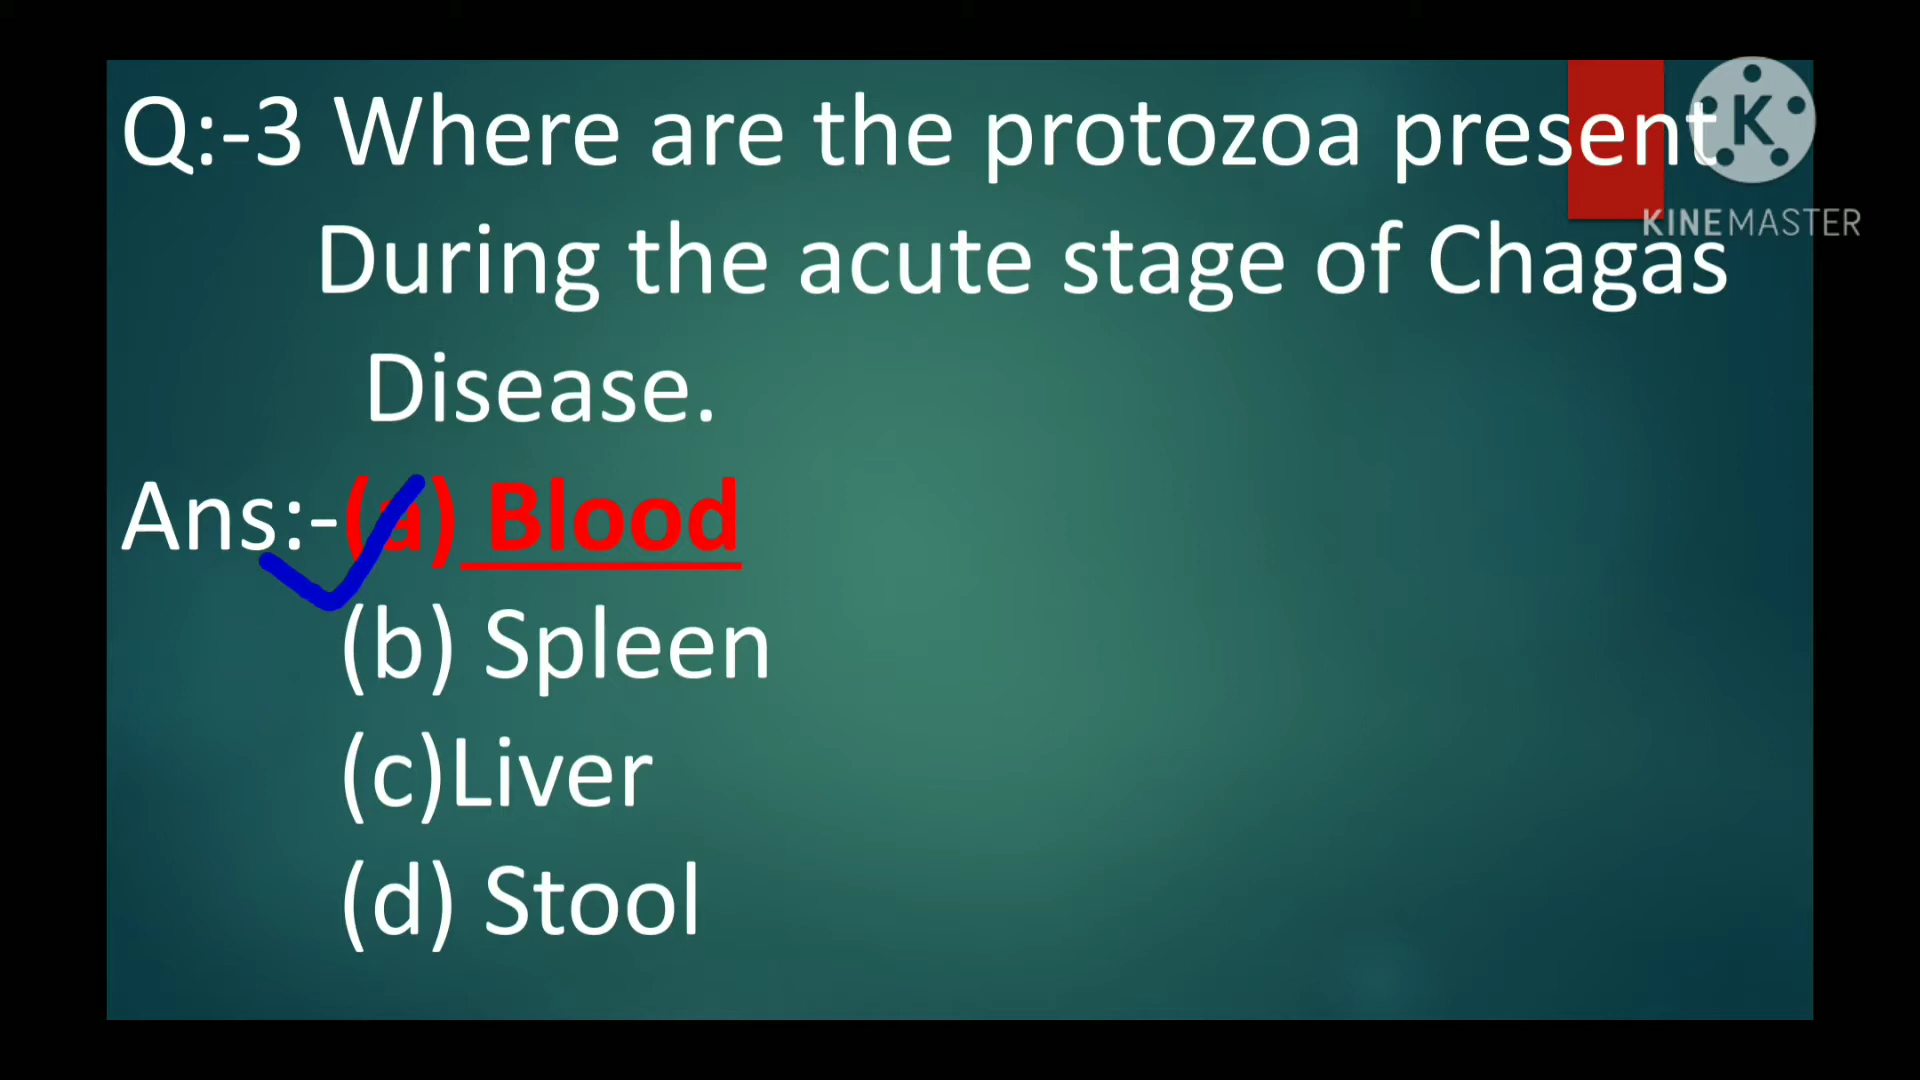 Q:-3 Where are the protozoa present
KINEMASTER
During the acute stage of Chagas
Disease.
Ans:-(a) Blood
(b) Spleen
(c)Liver
(d) Stool